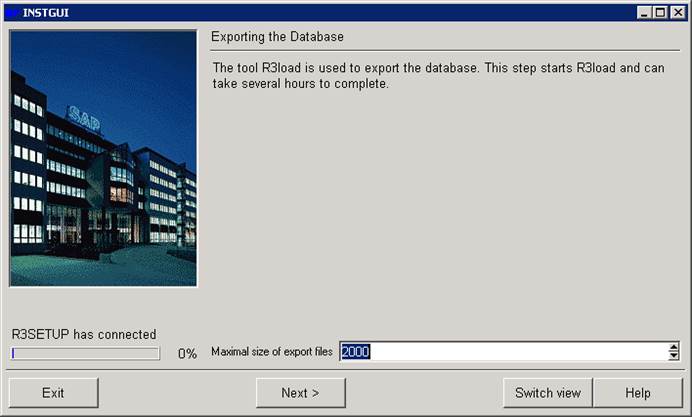 INSTGUI
Exporting the Database
The tool R3load is used to export the database. This step starts R3load and can
take several hours to complete.
SAP
R3SETUP has connected
0%
Maximal size of export files
2000
Exit
Next >
Switch view
Help